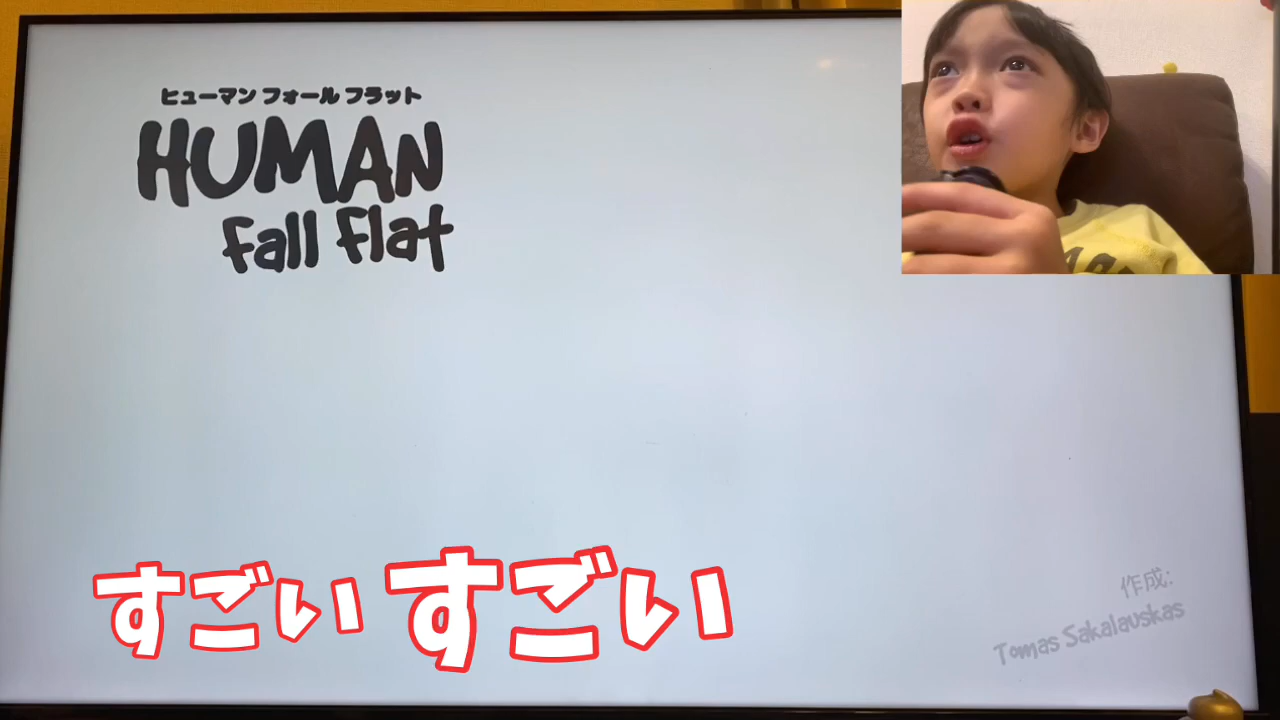 ヒューマン フォール フラット
HUMAN
fall flat
すごい すごい
作成:
Tomas Sakalauskas